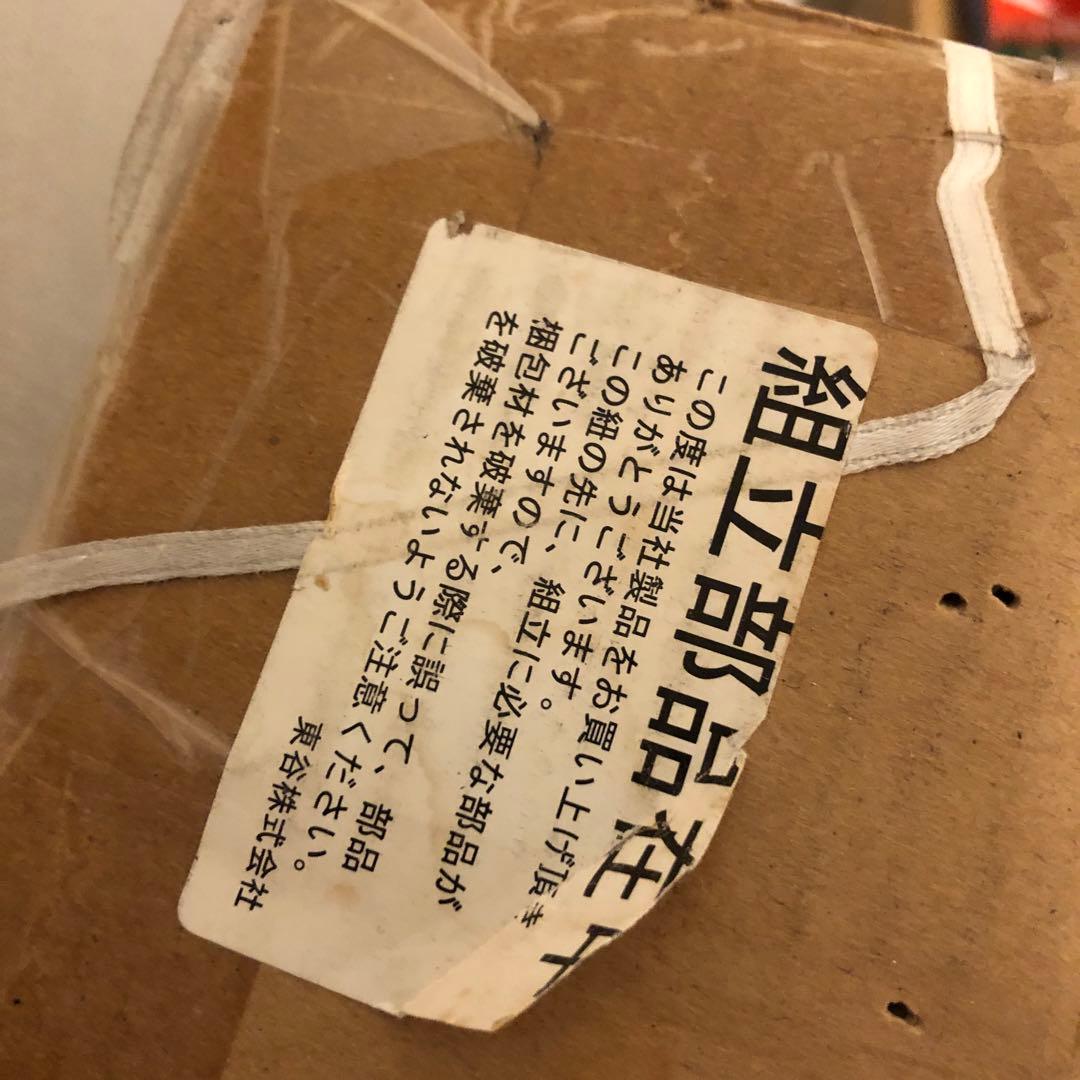 組立部品在中
この度は当社製品をお買い上げ頂き
ありがとうございます。
この紐の先に、組立に必要な部品が
ございますので、
梱包材を破棄する際に誤って、部品
を破棄されないようご注意ください。
東谷株式会社